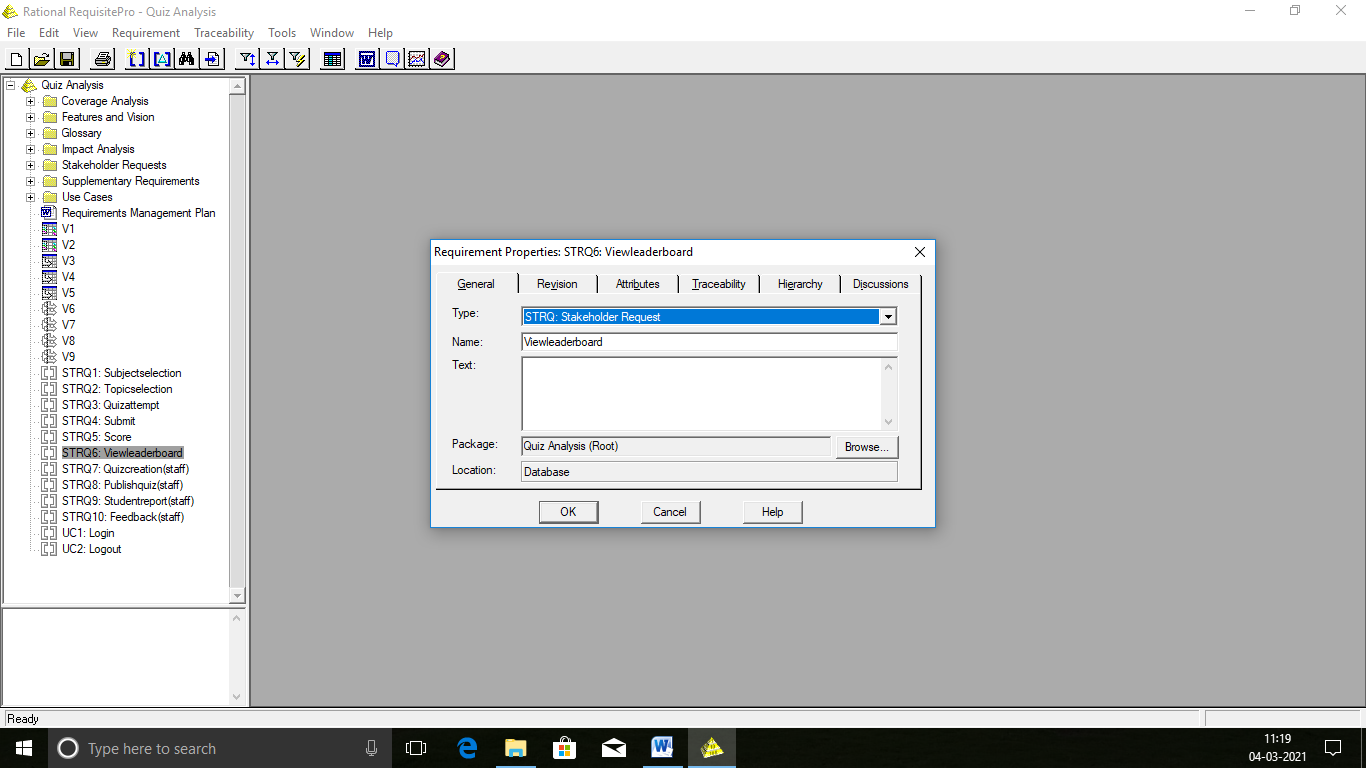 Rational RequisitePro - Quiz Analysis
File Edit View Requirement Traceability Tools Window Help
Quiz Analysis
Coverage Analysis
Features and Vision
Glossary
Impact Analysis
Stakeholder Requests
Supplementary Requirements
Use Cases
Requirements Management Plan
V1
V2
V3
V4
V5
V6
V7
V8
V9
STRQ1: Subjectselection
STRQ2: Topicselection
STRQ3: Quizattempt
STRQ4: Submit
STRQ5: Score
STRQ6: Viewleaderboard
STRQ7: Quizcreation(staff)
STRQ8: Publishquiz(staff)
STRQ9: Studentreport(staff)
STRQ10: Feedback(staff)
UC1: Login
UC2: Logout
Requirement Properties: STRQ6: Viewleaderboard
General Revision Attributes Traceability Hierarchy Discussions
Type: STRQ: Stakeholder Request
Name: Viewleaderboard
Text:
Package: Quiz Analysis (Root) Browse...
Location: Database
OK Cancel Help
Ready
Type here to search
11:19
04-03-2021